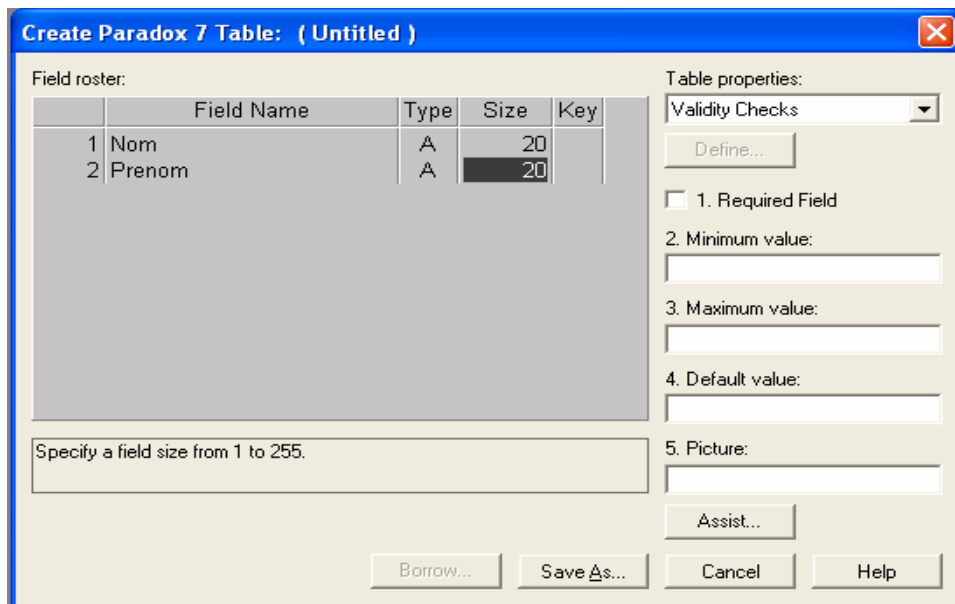 Create Paradox 7 Table: ( Untitled )
Field roster:
Field Name Type Size Key
1 Nom A 20
2 Prenom A 20
Specify a field size from 1 to 255.
Table properties:
Validity Checks
Define...
1. Required Field
2. Minimum value:
3. Maximum value:
4. Default value:
5. Picture:
Assist...
Borrow... Save As... Cancel Help